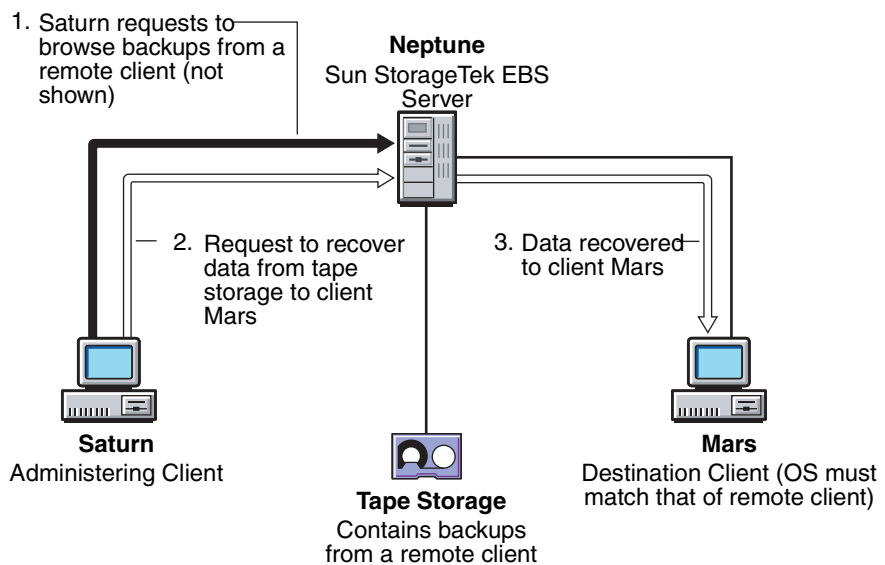 1. Saturn requests to
browse backups from a
remote client (not
shown)
Neptune
Sun StorageTek EBS
Server
2. Request to recover
data from tape
storage to client
Mars
3. Data recovered
to client Mars
Saturn
Administering Client
Tape Storage
Contains backups
from a remote client
Mars
Destination Client (OS must
match that of remote client)